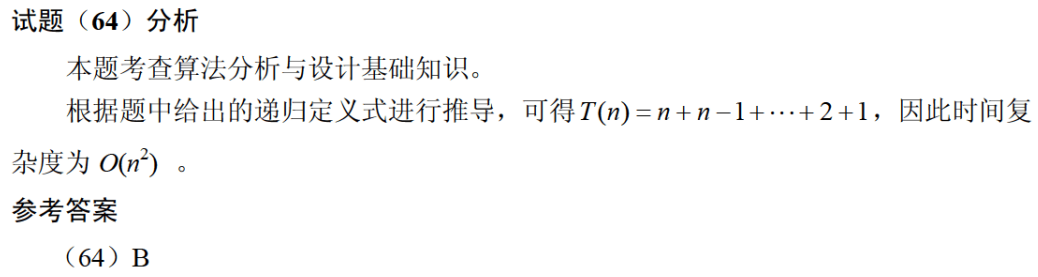 试题（64）分析
本题考查算法分析与设计基础知识。
根据题中给出的递归定义式进行推导，可得T(n)=n+n−1+⋯+2+1，因此时间复
杂度为 O(n²) 。
参考答案
（64）B